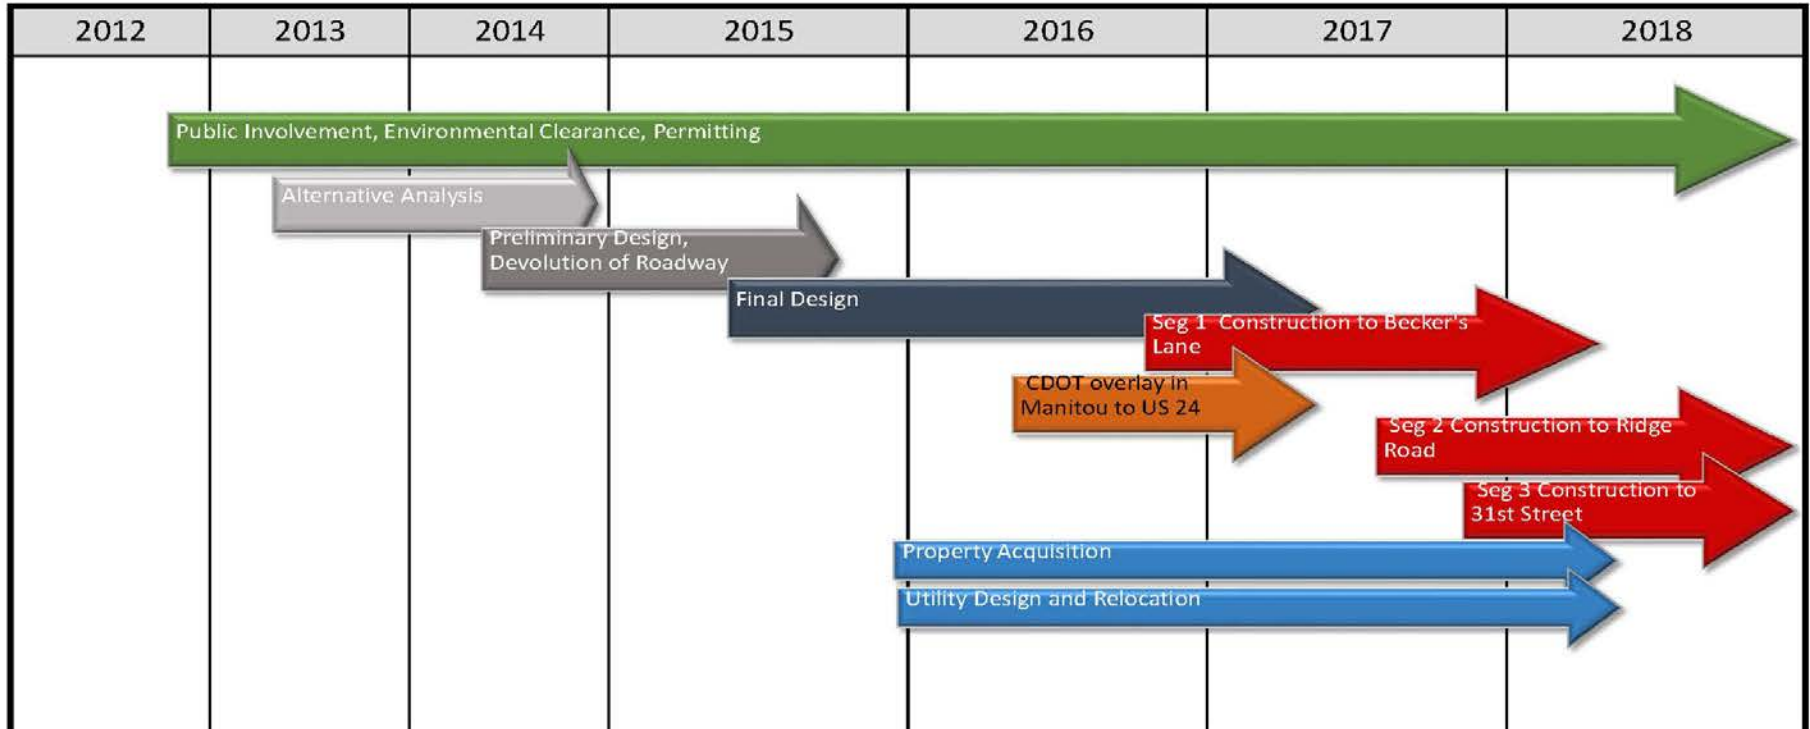 2012 2013 2014 2015 2016 2017 2018
Public Involvement, Environmental Clearance, Permitting
Alternative Analysis
Preliminary Design,
Devolution of Roadway
Final Design
Seg 1  Construction to Becker's
Lane
CDOT overlay in
Manitou to US 24
Seg 2 Construction to Ridge
Road
Seg 3 Construction to
31st Street
Property Acquisition
Utility Design and Relocation